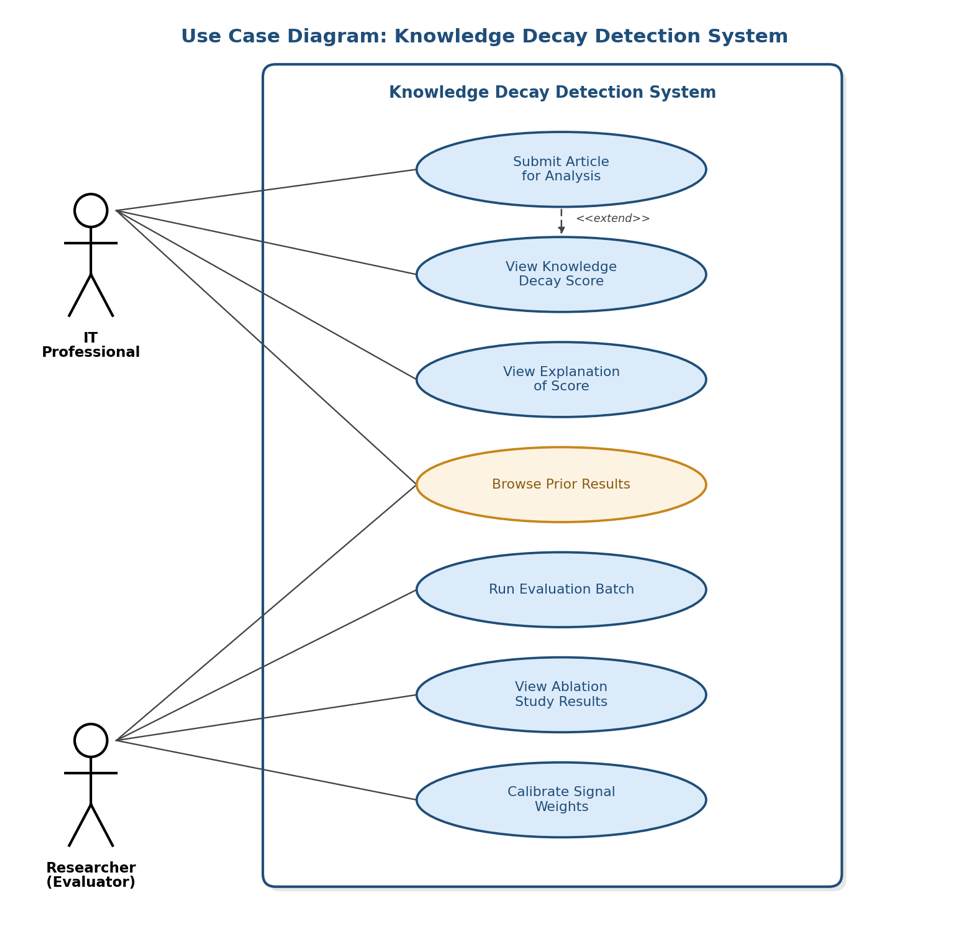 Use Case Diagram: Knowledge Decay Detection System
Knowledge Decay Detection System
Submit Article
for Analysis
<<extend>>
View Knowledge
Decay Score
IT
Professional
View Explanation
of Score
Browse Prior Results
Run Evaluation Batch
View Ablation
Study Results
Calibrate Signal
Weights
Researcher
(Evaluator)